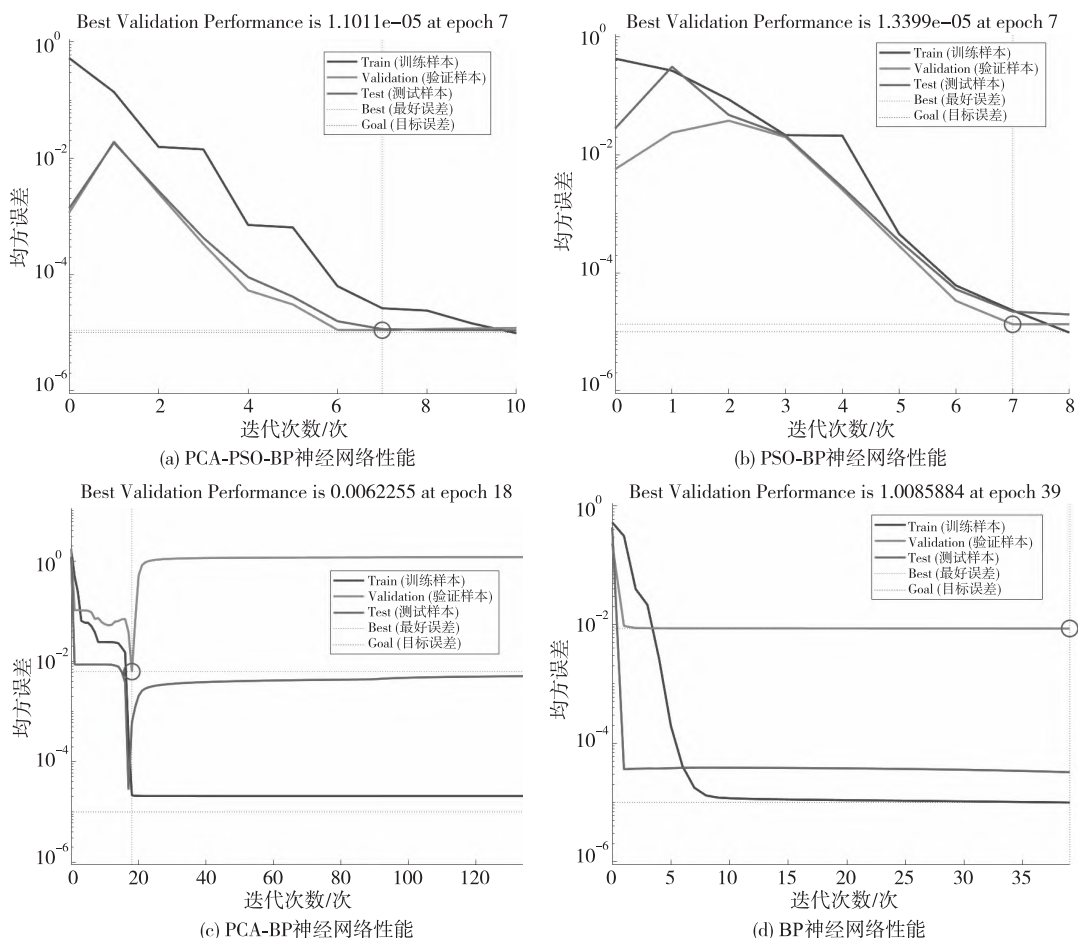 Best Validation Performance is 1.1011e-05 at epoch 7
10^0
10^-2
10^-4
10^-6
均方误差
Train (训练样本)
Validation (验证样本)
Test (测试样本)
Best (最好误差)
Goal (目标误差)
0 2 4 6 8 10
迭代次数/次
(a) PCA-PSO-BP神经网络性能
Best Validation Performance is 1.3399e-05 at epoch 7
10^0
10^-2
10^-4
10^-6
均方误差
Train (训练样本)
Validation (验证样本)
Test (测试样本)
Best (最好误差)
Goal (目标误差)
0 1 2 3 4 5 6 7 8
迭代次数/次
(b) PSO-BP神经网络性能
Best Validation Performance is 0.0062255 at epoch 18
10^0
10^-2
10^-4
10^-6
均方误差
Train (训练样本)
Validation (验证样本)
Test (测试样本)
Best (最好误差)
Goal (目标误差)
0 20 40 60 80 100 120
迭代次数/次
(c) PCA-BP神经网络性能
Best Validation Performance is 1.0085884 at epoch 39
10^0
10^-2
10^-4
10^-6
均方误差
Train (训练样本)
Validation (验证样本)
Test (测试样本)
Best (最好误差)
Goal (目标误差)
0 5 10 15 20 25 30 35
迭代次数/次
(d) BP神经网络性能